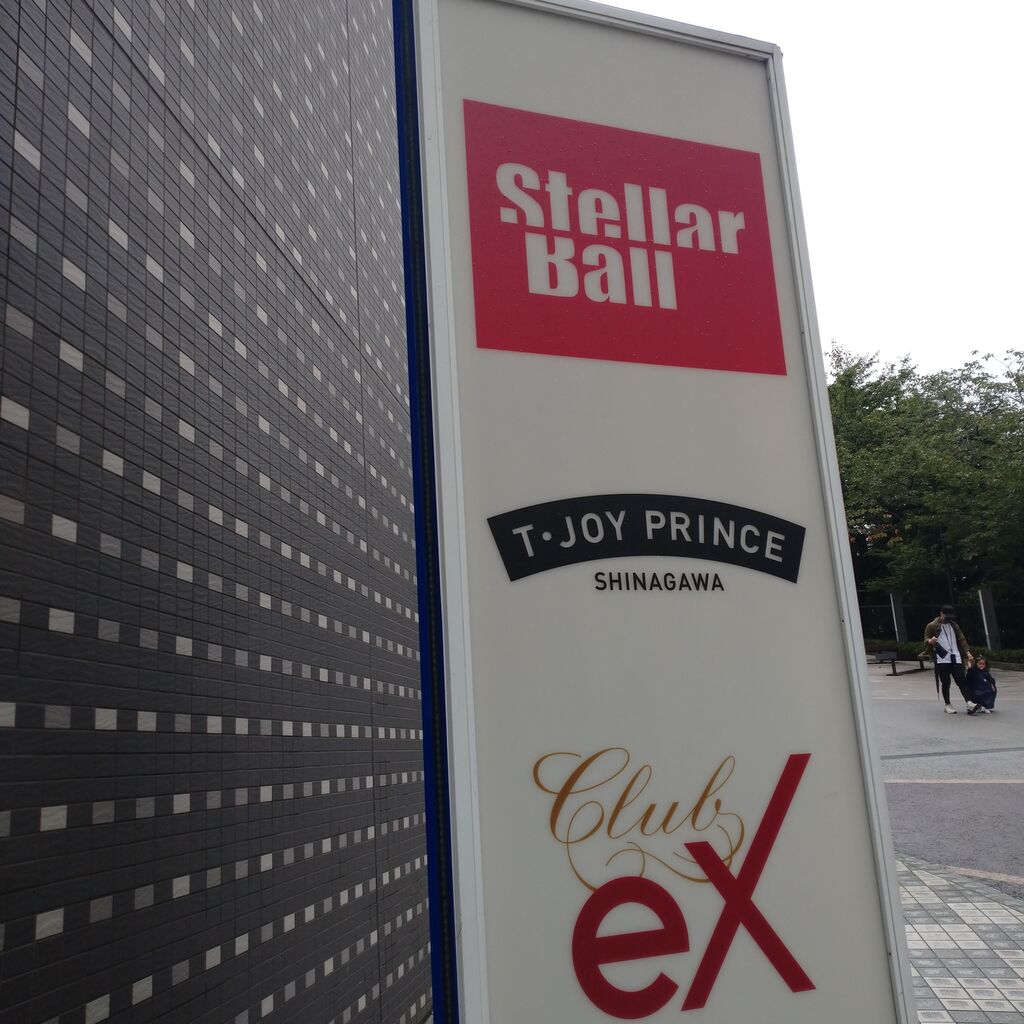 Stellar
Ball
T・JOY PRINCE
SHINAGAWA
Club
eX